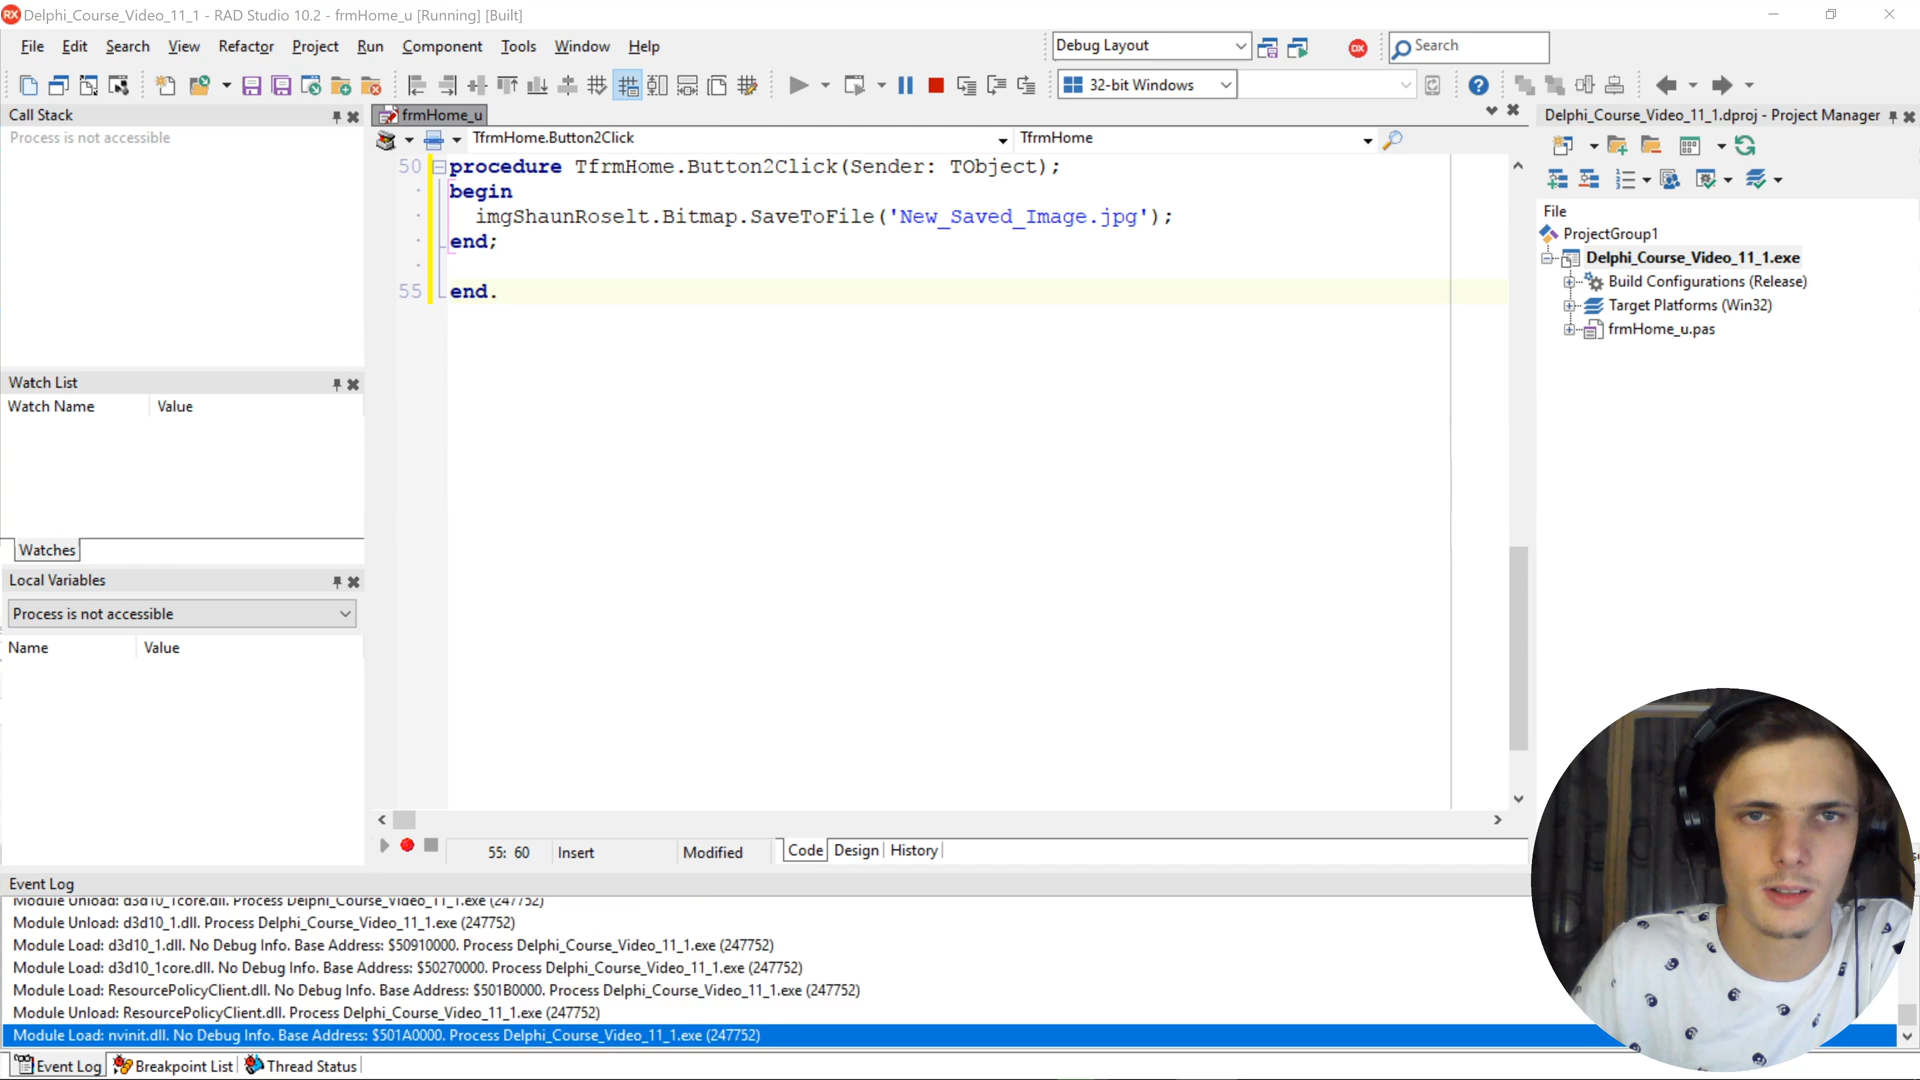 Delphi_Course_Video_11_1 - RAD Studio 10.2 - frmHome_u [Running] [Built]
File Edit Search View Refactor Project Run Component Tools Window Help
Debug Layout
Search
32-bit Windows
Call Stack
Process is not accessible
frmHome_u
TfrmHome.Button2Click
TfrmHome
50 procedure TfrmHome.Button2Click(Sender: TObject);
begin
imgShaunRoselt.Bitmap.SaveToFile('New_Saved_Image.jpg');
end;
55 end.
Delphi_Course_Video_11_1.dproj - Project Manager
File
ProjectGroup1
Delphi_Course_Video_11_1.exe
Build Configurations (Release)
Target Platforms (Win32)
frmHome_u.pas
Watch List
Watch Name Value
Watches
Local Variables
Process is not accessible
Name Value
55: 60 Insert Modified Code Design History
Event Log
Module Unload: d3d10_1core.dll. Process Delphi_Course_Video_11_1.exe (247752)
Module Unload: d3d10_1.dll. Process Delphi_Course_Video_11_1.exe (247752)
Module Load: d3d10_1.dll. No Debug Info. Base Address: $50910000. Process Delphi_Course_Video_11_1.exe (247752)
Module Load: d3d10_1core.dll. No Debug Info. Base Address: $50270000. Process Delphi_Course_Video_11_1.exe (247752)
Module Load: ResourcePolicyClient.dll. No Debug Info. Base Address: $501B0000. Process Delphi_Course_Video_11_1.exe (247752)
Module Unload: ResourcePolicyClient.dll. Process Delphi_Course_Video_11_1.exe (247752)
Module Load: nvinit.dll. No Debug Info. Base Address: $501A0000. Process Delphi_Course_Video_11_1.exe (247752)
Event Log Breakpoint List Thread Status